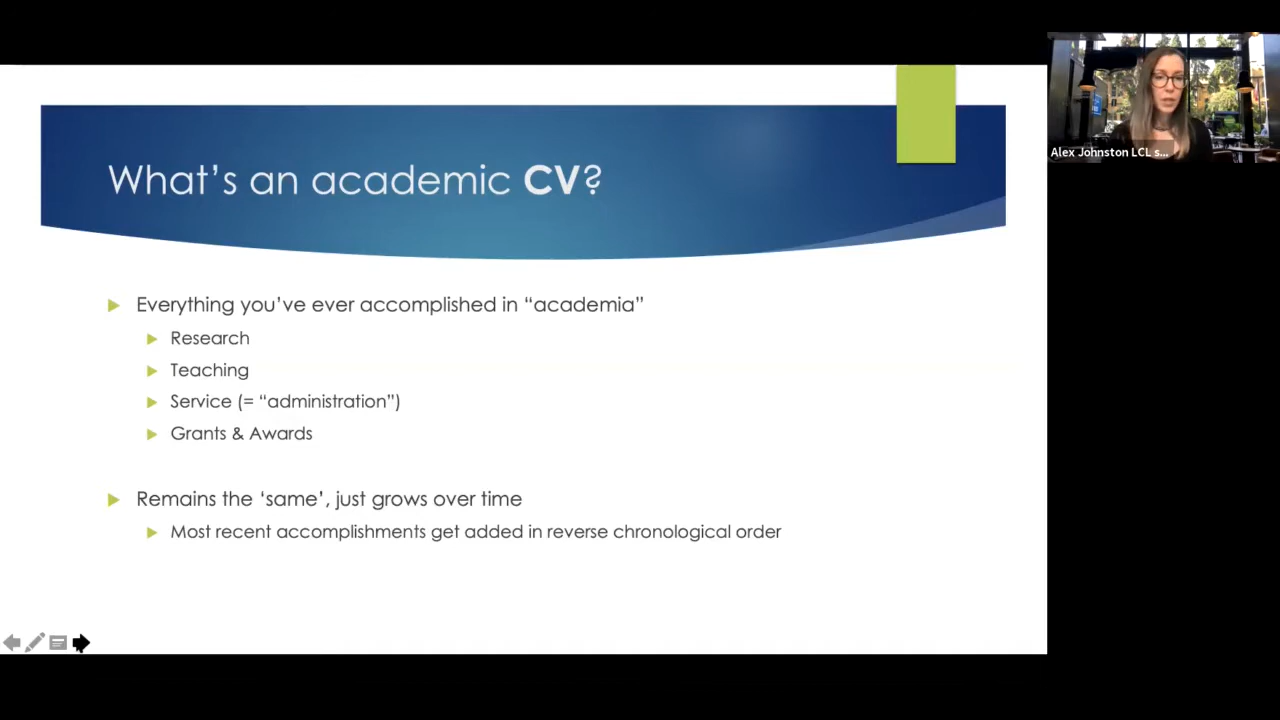 What’s an academic CV?
Everything you’ve ever accomplished in “academia”
Research
Teaching
Service (= “administration”)
Grants & Awards
Remains the ‘same’, just grows over time
Most recent accomplishments get added in reverse chronological order
Alex Johnston LCL s...